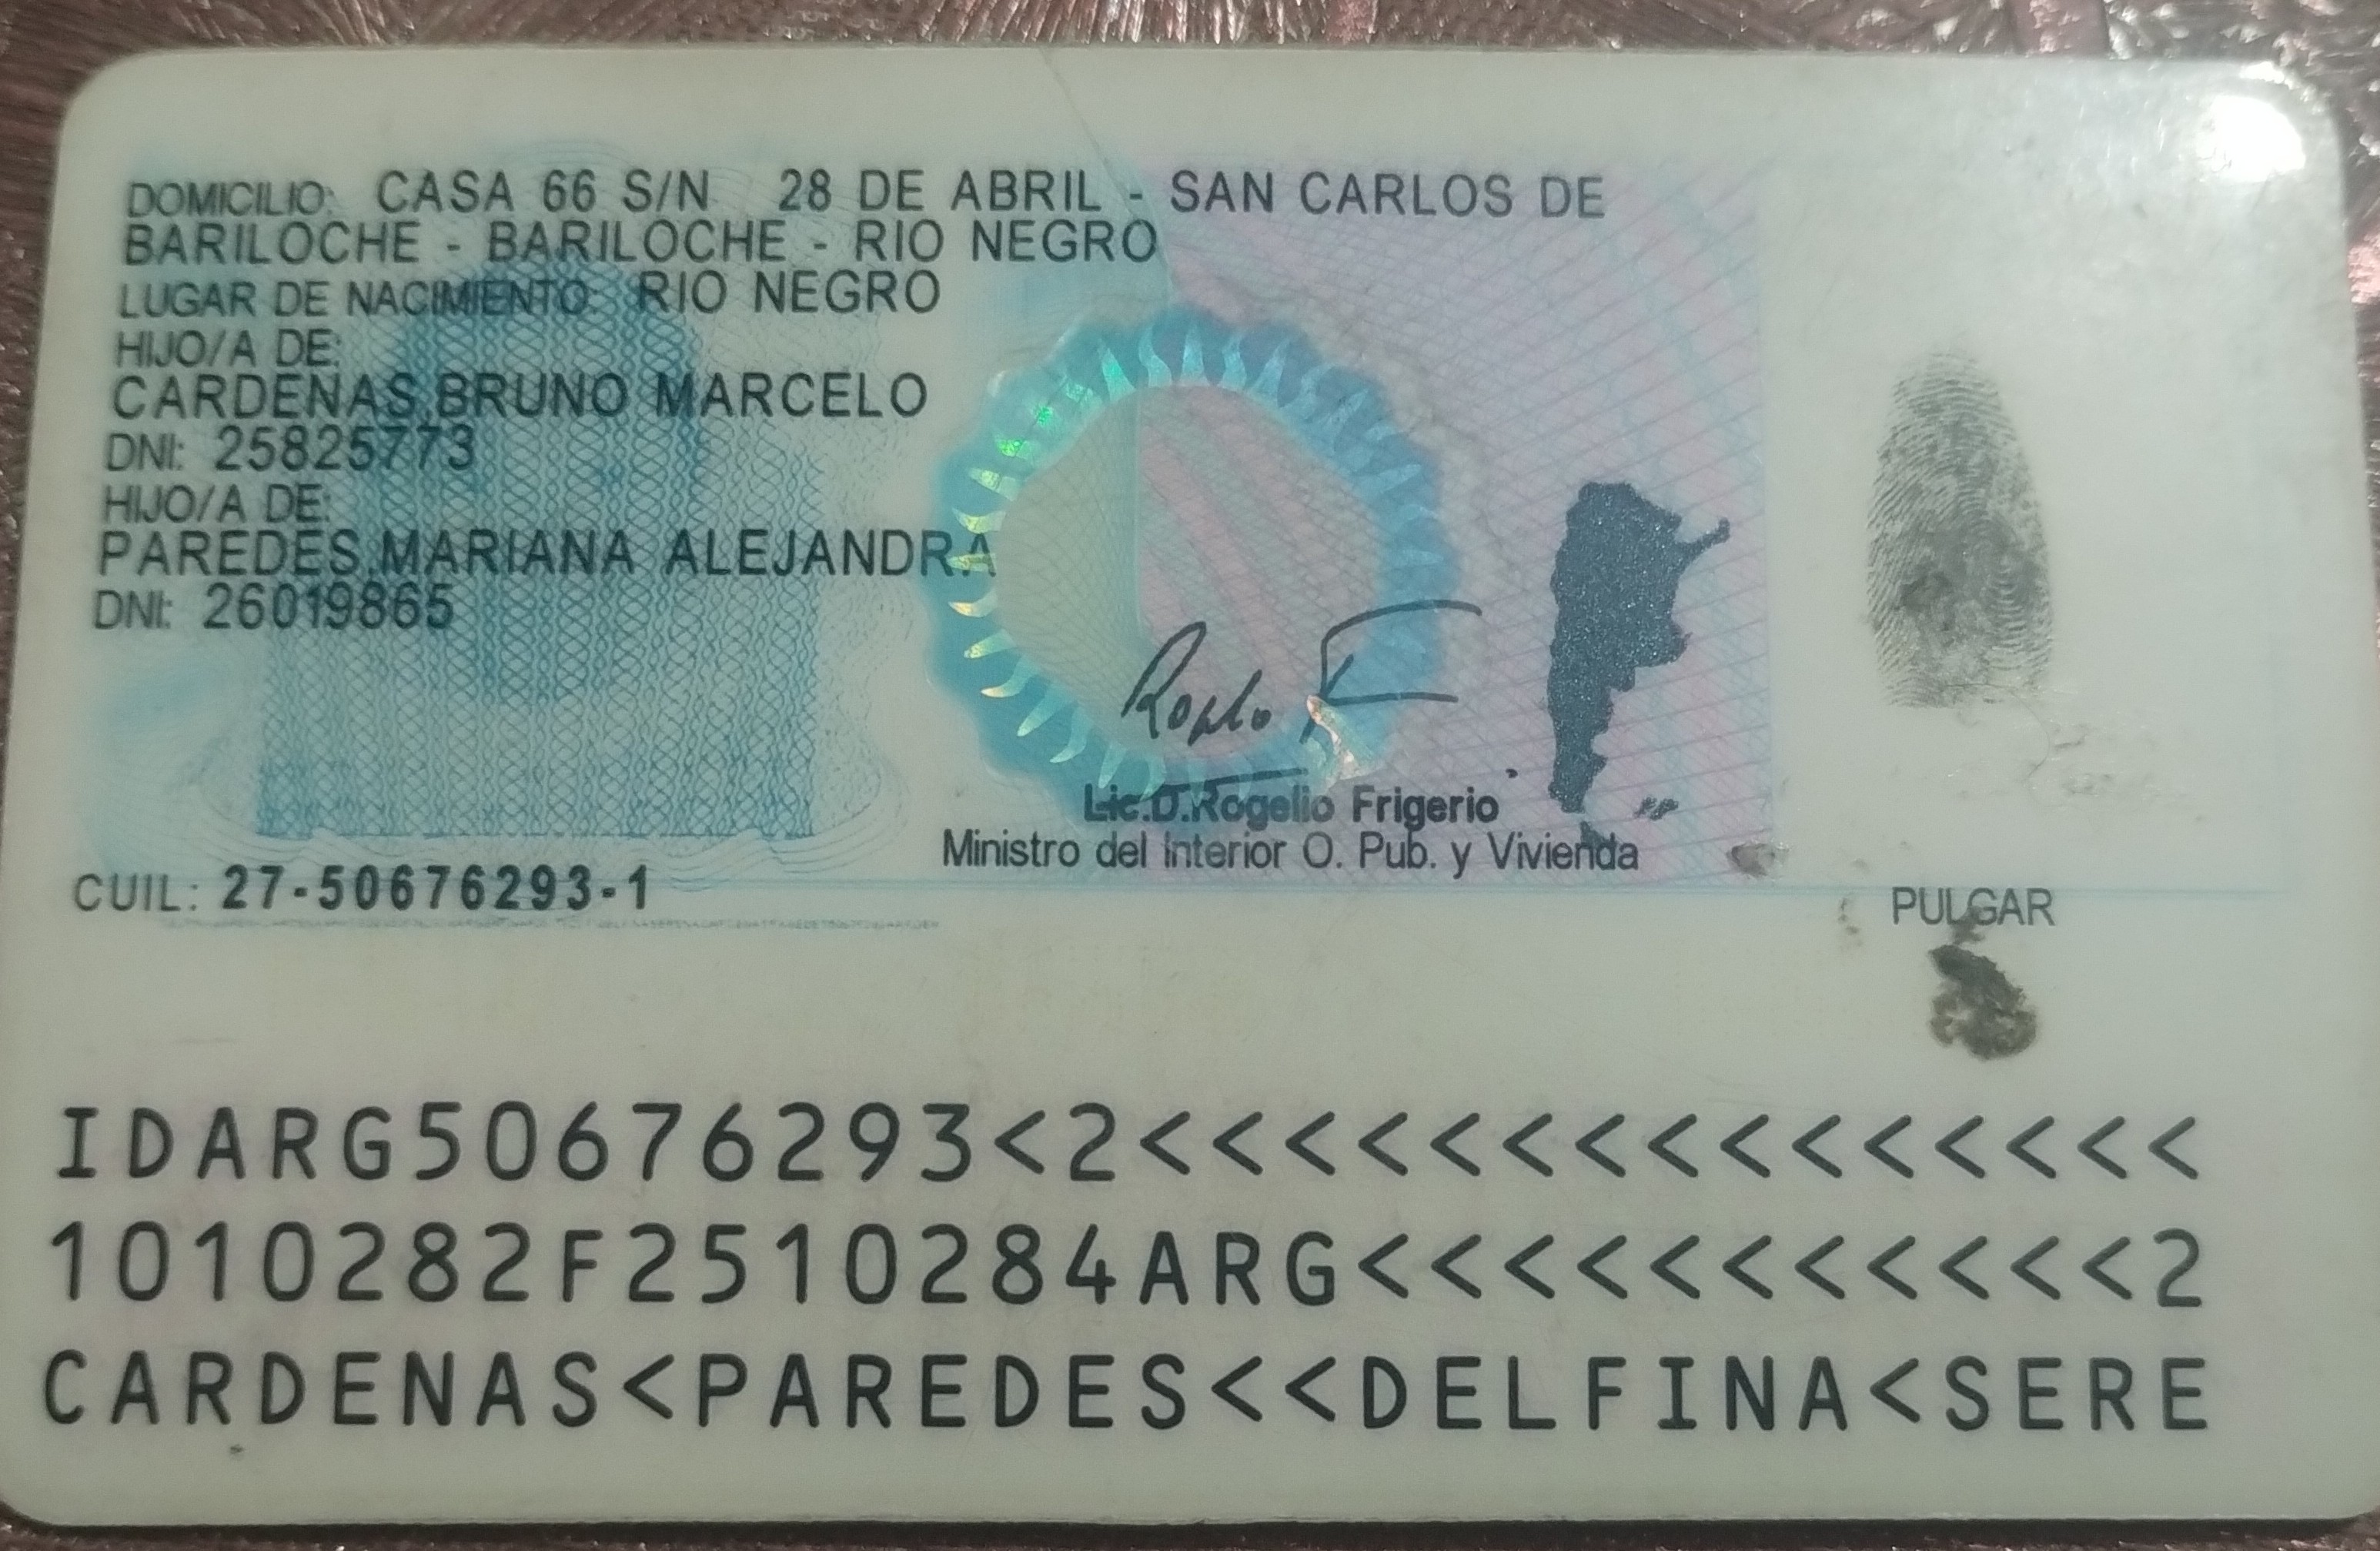 DOMICILIO: CASA 66 S/N 28 DE ABRIL - SAN CARLOS DE
BARILOCHE - BARILOCHE - RIO NEGRO
LUGAR DE NACIMIENTO: RIO NEGRO
HIJO/A DE:
CARDENAS,BRUNO MARCELO
DNI: 25825773
HIJO/A DE:
PAREDES,MARIANA ALEJANDRA
DNI: 26019865
Lic.D.Rogelio Frigerio
Ministro del Interior O. Pub. y Vivienda
CUIL: 27-50676293-1
PULGAR
IDARG50676293<2<<<<<<<<<<<<<<<
1010282F2510284ARG<<<<<<<<<<<2
CARDENAS<PAREDES<<DELFINA<SERE